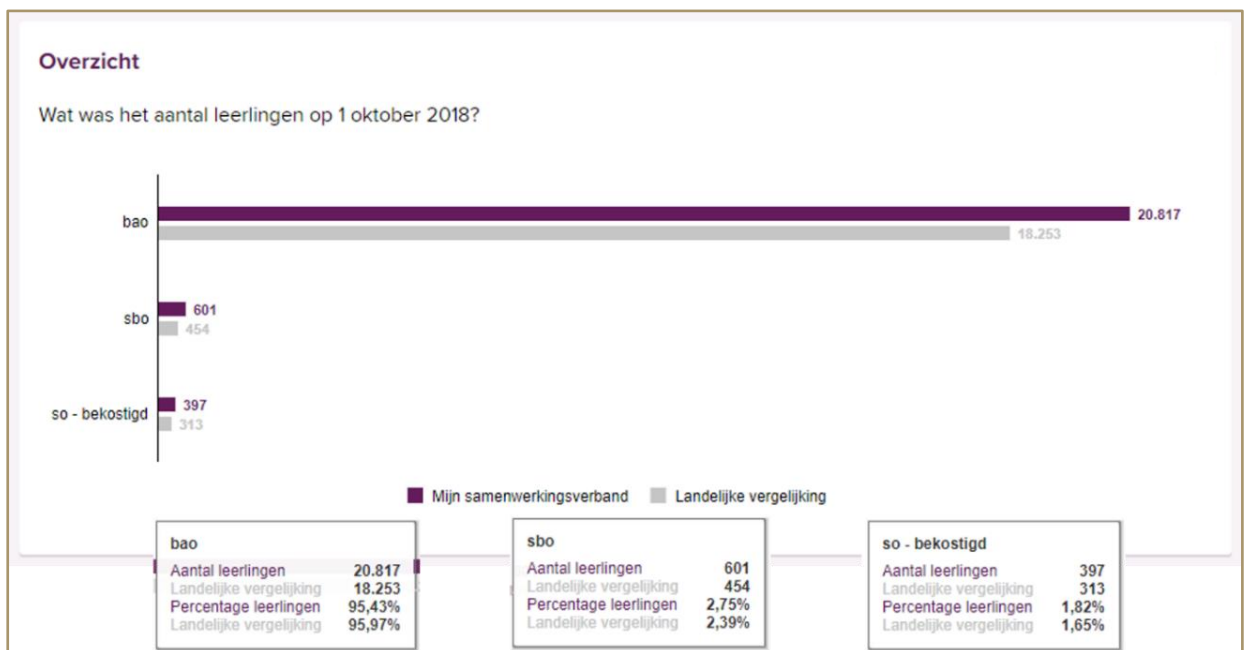 Overzicht
Wat was het aantal leerlingen op 1 oktober 2018?
bao
20.817
18.253
sbo
601
454
so - bekostigd
397
313
Mijn samenwerkingsverband Landelijke vergelijking
bao
Aantal leerlingen 20.817
Landelijke vergelijking 18.253
Percentage leerlingen 95,43%
Landelijke vergelijking 95,97%
sbo
Aantal leerlingen 601
Landelijke vergelijking 454
Percentage leerlingen 2,75%
Landelijke vergelijking 2,39%
so - bekostigd
Aantal leerlingen 397
Landelijke vergelijking 313
Percentage leerlingen 1,82%
Landelijke vergelijking 1,65%